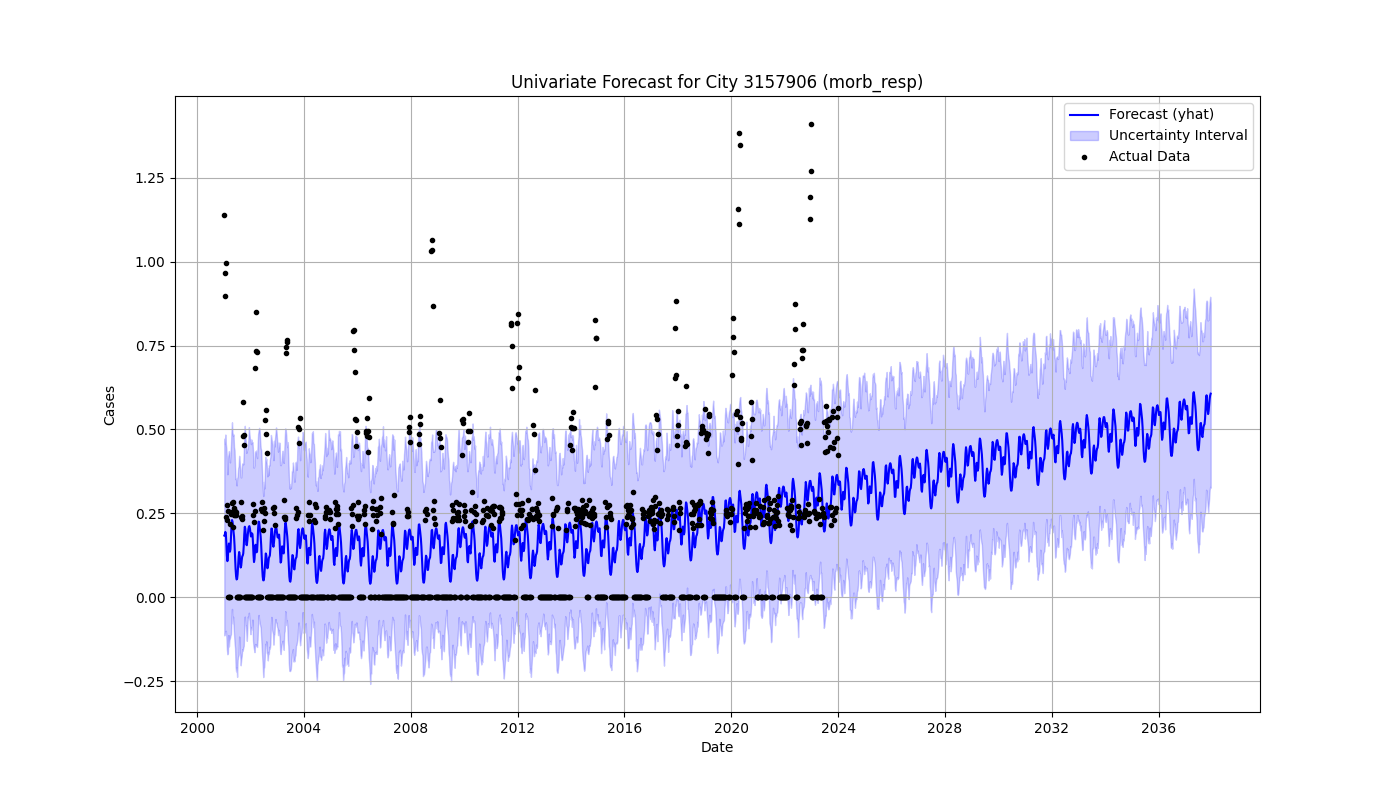 Univariate Forecast for City 3157906 (morb_resp)
Forecast (yhat)
Uncertainty Interval
Actual Data
Cases
1.25
1.00
0.75
0.50
0.25
0.00
−0.25
2000 2004 2008 2012 2016 2020 2024 2028 2032 2036
Date